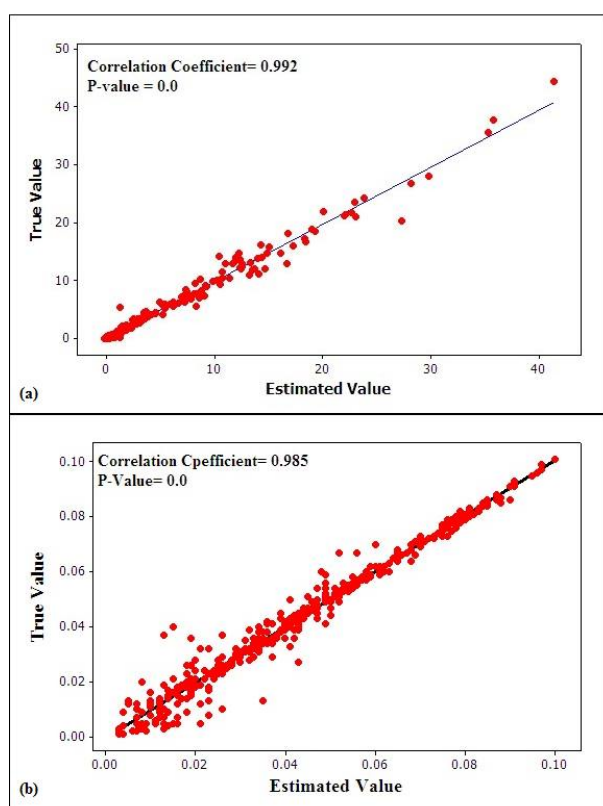 50
Correlation Coefficient= 0.992
P-value = 0.0
40
30
True Value
20
10
0
0 10 20 30 40
Estimated Value
(a)
Correlation Cpefficient= 0.985
P-Value= 0.0
0.10
0.08
0.06
True Value
0.04
0.02
0.00
0.00 0.02 0.04 0.06 0.08 0.10
Estimated Value
(b)